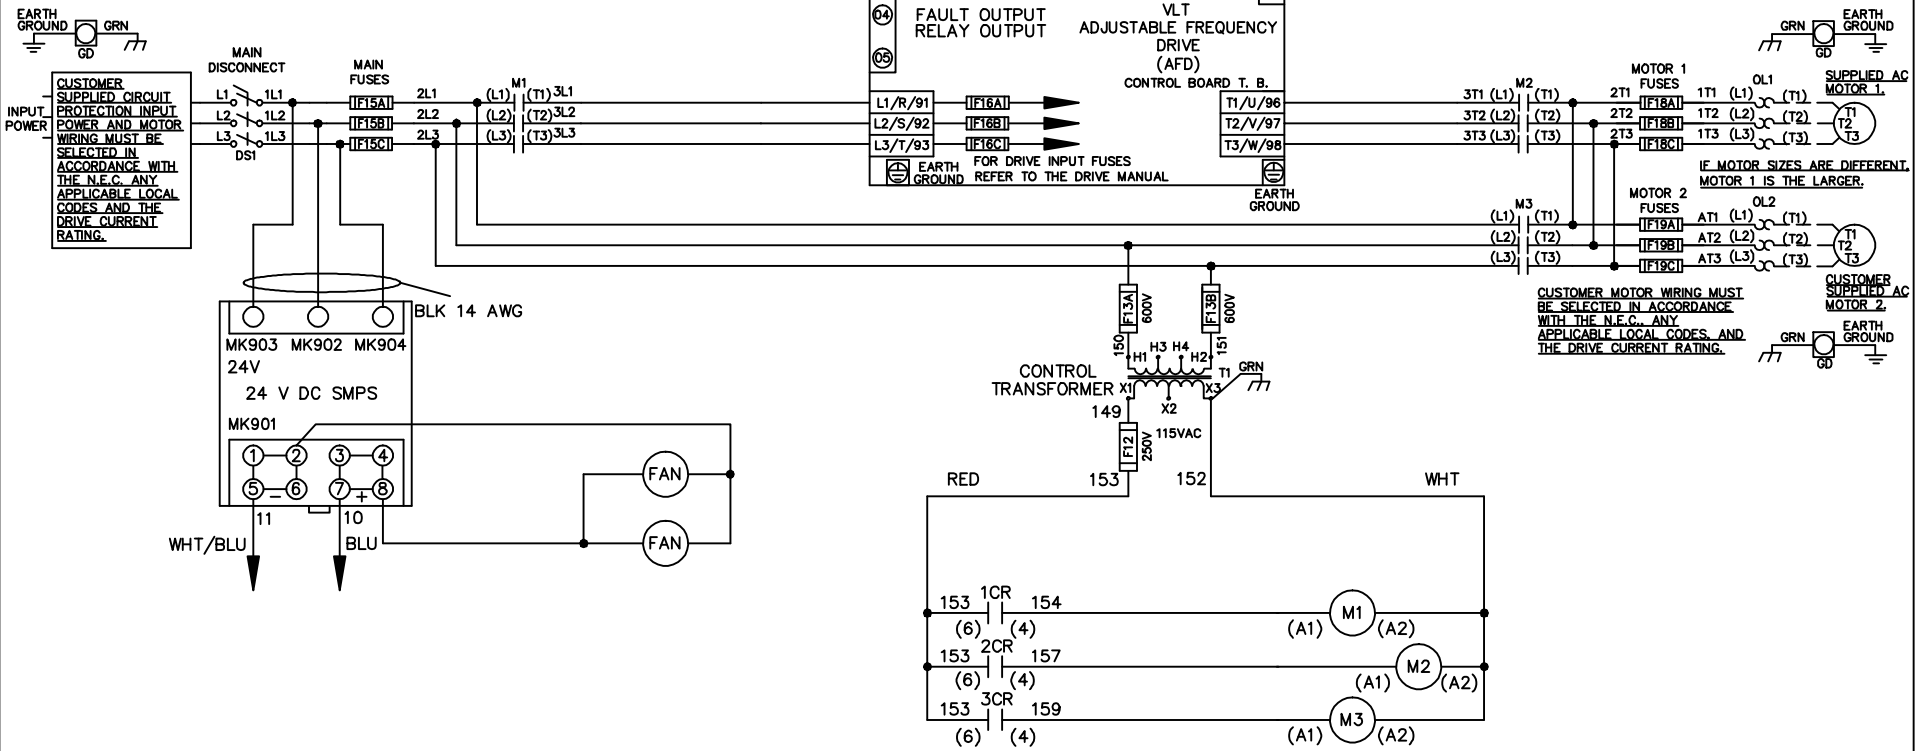 EARTH
GROUND
GRN
GD
MAIN
DISCONNECT
MAIN
FUSES
CUSTOMER
SUPPLIED CIRCUIT
PROTECTION INPUT
POWER AND MOTOR
WIRING MUST BE
SELECTED IN
ACCORDANCE WITH
THE N.E.C. ANY
APPLICABLE LOCAL
CODES AND THE
DRIVE CURRENT
RATING.
INPUT
POWER
L1 1L1
L2 1L2
L3 1L3
DS1
F15A
F15B
F15C
2L1
2L2
2L3
M1
(L1) (T1) 3L1
(L2) (T2) 3L2
(L3) (T3) 3L3
04
05
FAULT OUTPUT
RELAY OUTPUT
VLT
ADJUSTABLE FREQUENCY
DRIVE
(AFD)
CONTROL BOARD T. B.
L1/R/91
L2/S/92
L3/T/93
F16A
F16B
F16C
T1/U/96
T2/V/97
T3/W/98
EARTH
GROUND
FOR DRIVE INPUT FUSES
REFER TO THE DRIVE MANUAL
EARTH
GROUND
M2
3T1 (L1) (T1)
3T2 (L2) (T2)
3T3 (L3) (T3)
MOTOR 1
FUSES
2T1 F18A 1T1 (L1)
2T2 F18B 1T2 (L2)
2T3 F18C 1T3 (L3)
OL1
(T1)
(T2)
(T3)
T1
T2
T3
GRN
GD
EARTH
GROUND
SUPPLIED AC
MOTOR 1.
IF MOTOR SIZES ARE DIFFERENT,
MOTOR 1 IS THE LARGER.
M3
(L1) (T1)
(L2) (T2)
(L3) (T3)
MOTOR 2
FUSES
F19A AT1 (L1)
F19B AT2 (L2)
F19C AT3 (L3)
OL2
(T1)
(T2)
(T3)
T1
T2
T3
CUSTOMER
SUPPLIED AC
MOTOR 2.
CUSTOMER MOTOR WIRING MUST
BE SELECTED IN ACCORDANCE
WITH THE N.E.C., ANY
APPLICABLE LOCAL CODES, AND
THE DRIVE CURRENT RATING.
GRN
GD
EARTH
GROUND
BLK 14 AWG
MK903 MK902 MK904
24V
24 V DC SMPS
MK901
1 2 3 4
5 - 6 7 + 8
11
10
WHT/BLU
BLU
FAN
FAN
F13A
600V
F13B
600V
150
151
H1 H3 H4 H2
CONTROL
TRANSFORMER
X1
X2
X3
T1
GRN
149
115VAC
F12
250V
153
152
RED
WHT
153 1CR 154
(6) (4)
M1
(A1) (A2)
153 2CR 157
(6) (4)
M2
(A1) (A2)
153 3CR 159
(6) (4)
M3
(A1) (A2)